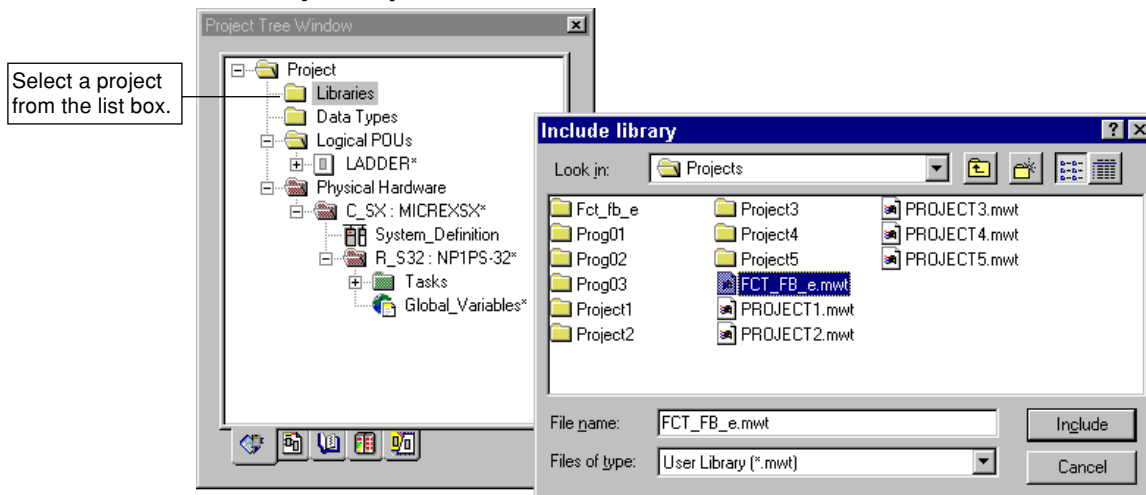 Project Tree Window
Select a project
from the list box.
Project
Libraries
Data Types
Logical POUs
LADDER*
Physical Hardware
C_SX : MICREXSX*
System_Definition
R_S32 : NP1PS-32*
Tasks
Global_Variables*
Include library
Look in:
Projects
Fct_fb_e
Prog01
Prog02
Prog03
Project1
Project2
Project3
Project4
Project5
FCT_FB_e.mwt
PROJECT1.mwt
PROJECT2.mwt
PROJECT3.mwt
PROJECT4.mwt
PROJECT5.mwt
File name:
FCT_FB_e.mwt
Include
Files of type:
User Library (*.mwt)
Cancel